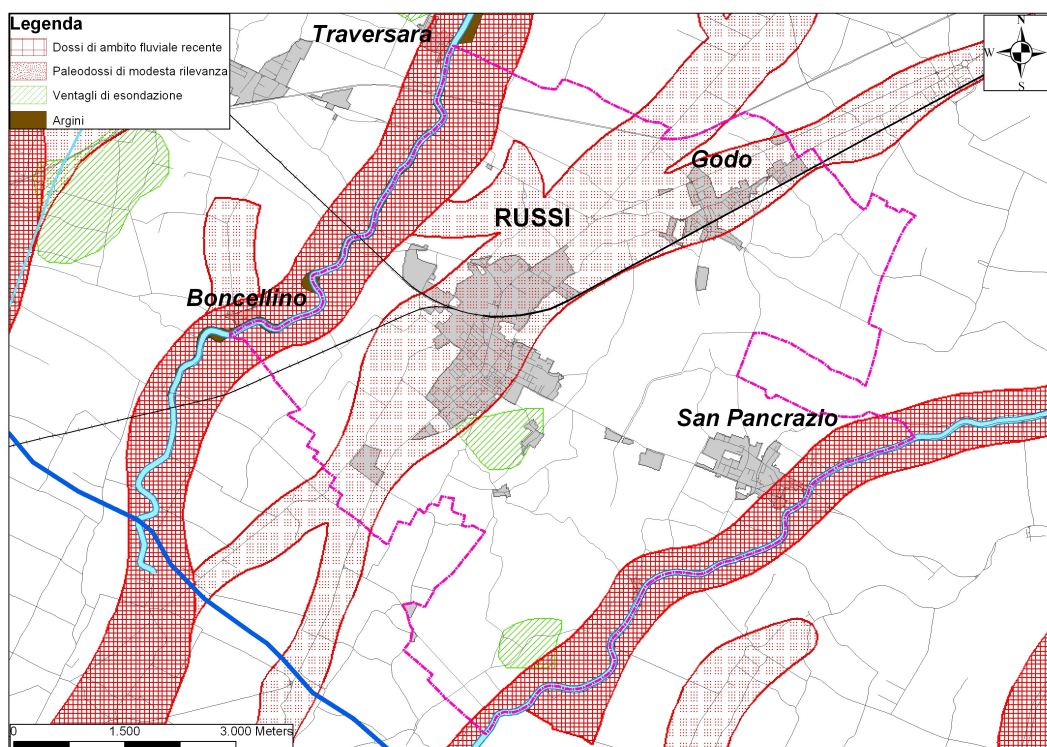 Legenda
Dossi di ambito fluviale recente
Paleodossi di modesta rilevanza
Ventagli di esondazione
Argini
Traversara
N
W
E
S
Godo
RUSSI
Boncellino
San Pancrazio
0 1.500 3.000 Meters